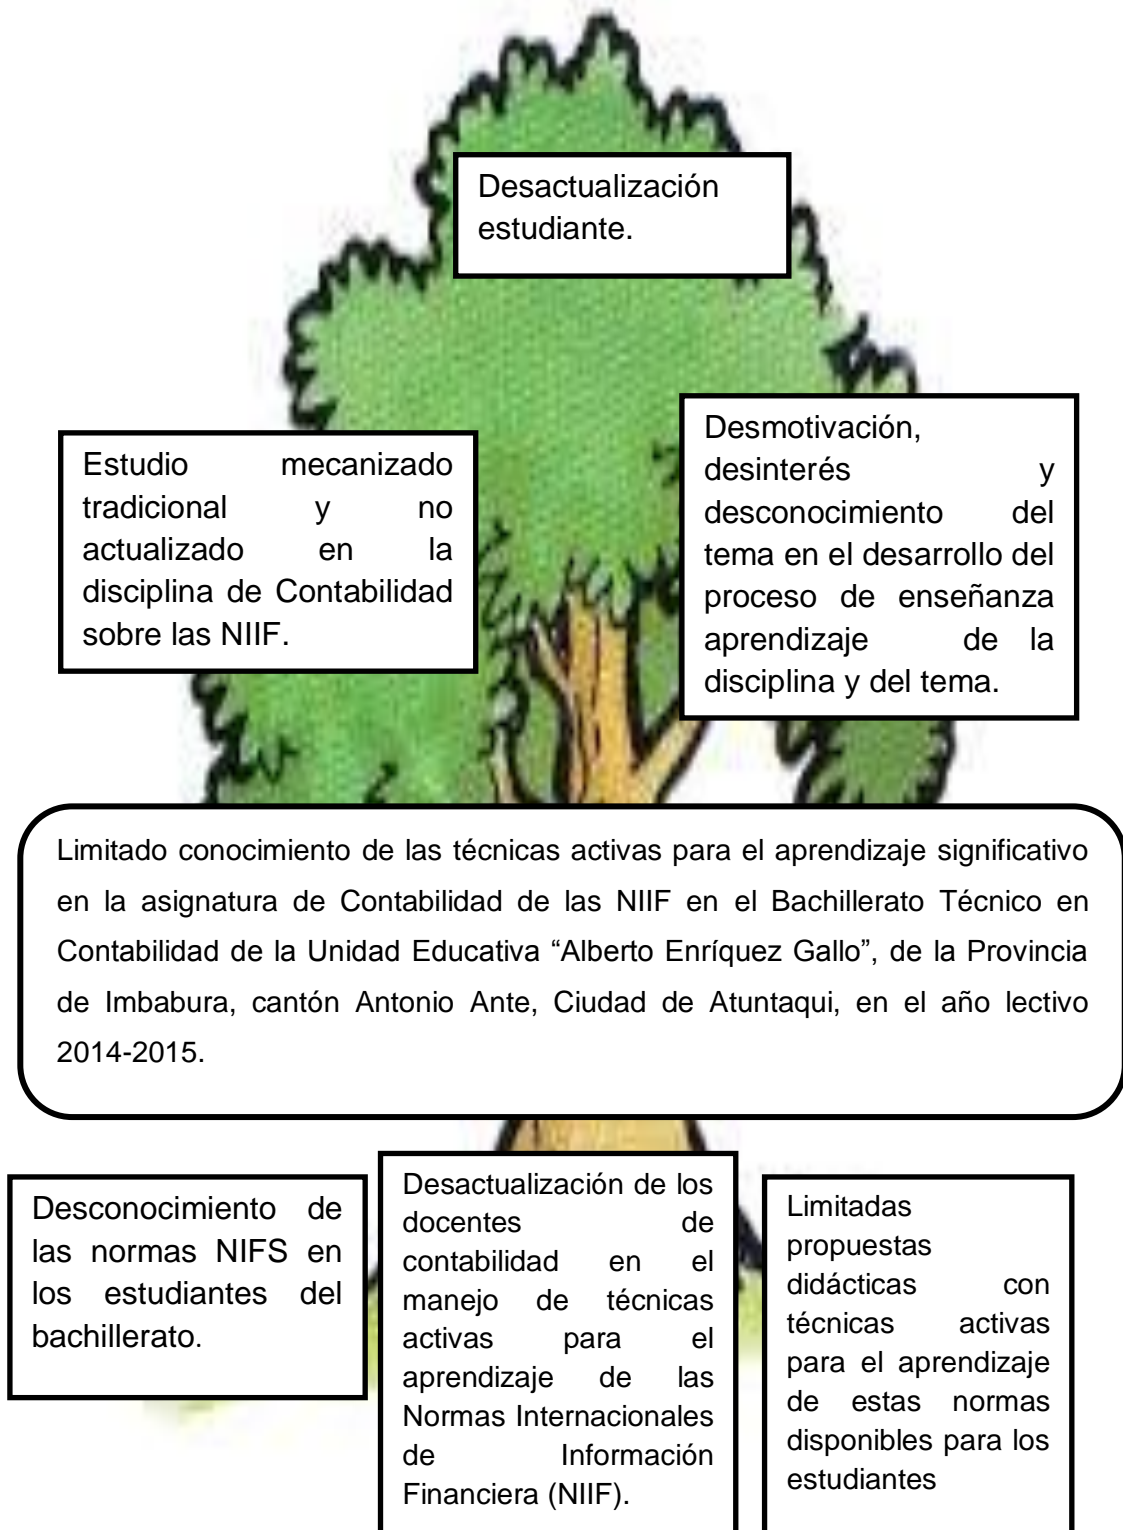 Desactualización
estudiante.
Estudio mecanizado
tradicional y no
actualizado en la
disciplina de Contabilidad
sobre las NIIF.
Desmotivación,
desinterés y
desconocimiento del
tema en el desarrollo del
proceso de enseñanza
aprendizaje de la
disciplina y del tema.
Limitado conocimiento de las técnicas activas para el aprendizaje significativo
en la asignatura de Contabilidad de las NIIF en el Bachillerato Técnico en
Contabilidad de la Unidad Educativa “Alberto Enríquez Gallo”, de la Provincia
de Imbabura, cantón Antonio Ante, Ciudad de Atuntaqui, en el año lectivo
2014-2015.
Desconocimiento de
las normas NIFS en
los estudiantes del
bachillerato.
Desactualización de los
docentes de
contabilidad en el
manejo de técnicas
activas para el
aprendizaje de las
Normas Internacionales
de Información
Financiera (NIIF).
Limitadas
propuestas
didácticas con
técnicas activas
para el aprendizaje
de estas normas
disponibles para los
estudiantes